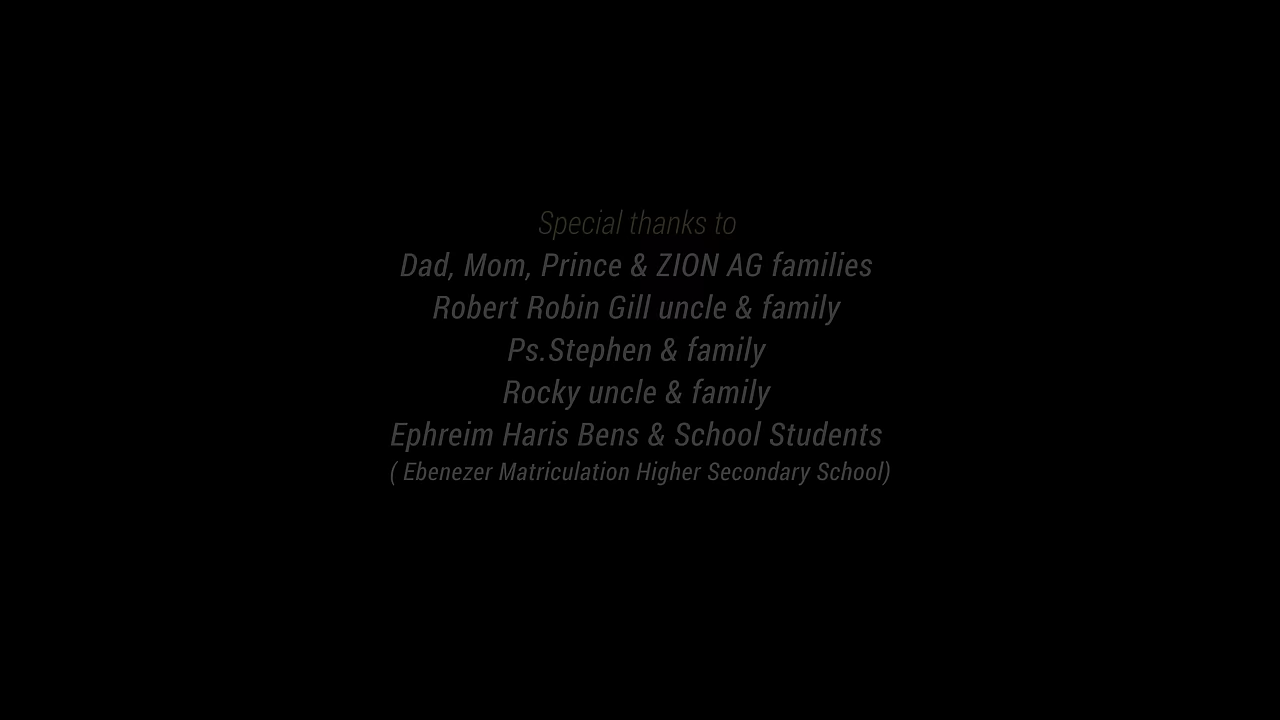 Special thanks to
Dad, Mom, Prince & ZION AG families
Robert Robin Gill uncle & family
Ps.Stephen & family
Rocky uncle & family
Ephreim Haris Bens & School Students
( Ebenezer Matriculation Higher Secondary School)